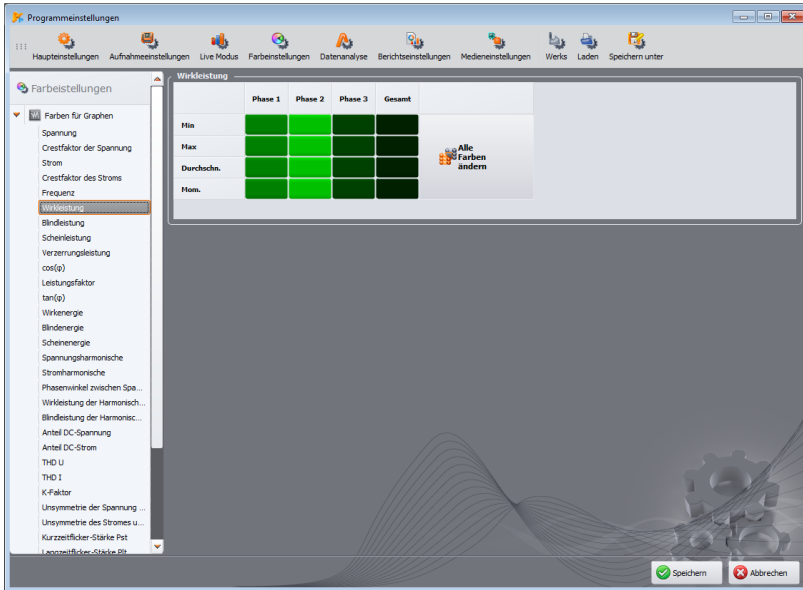 Programmeinstellungen
Haupteinstellungen Aufnahmeeinstellungen Live Modus Farbeinstellungen Datenanalyse Berichtseinstellungen Medieneinstellungen Werks Laden Speichern unter
Farbeistellungen
Farben für Graphen
Spannung
Crestfaktor der Spannung
Strom
Crestfaktor des Stroms
Frequenz
Wirkleistung
Blindleistung
Scheinleistung
Verzerrungsleistung
cos(φ)
Leistungsfaktor
tan(φ)
Wirkenergie
Blindenergie
Scheinenergie
Spannungsharmonische
Stromharmonische
Phasenwinkel zwischen Spa...
Wirkleistung der Harmonisch...
Blindleistung der Harmonisc...
Anteil DC-Spannung
Anteil DC-Strom
THD U
THD I
K-Faktor
Unsymmetrie der Spannung ...
Unsymmetrie des Stromes u...
Kurzzeitflicker-Stärke Pst
Langzeitflicker-Stärke Plt
Wirkleistung
Phase 1 Phase 2 Phase 3 Gesamt
Min
Max
Durchschn.
Mom.
Alle
Farben
ändern
Speichern Abbrechen